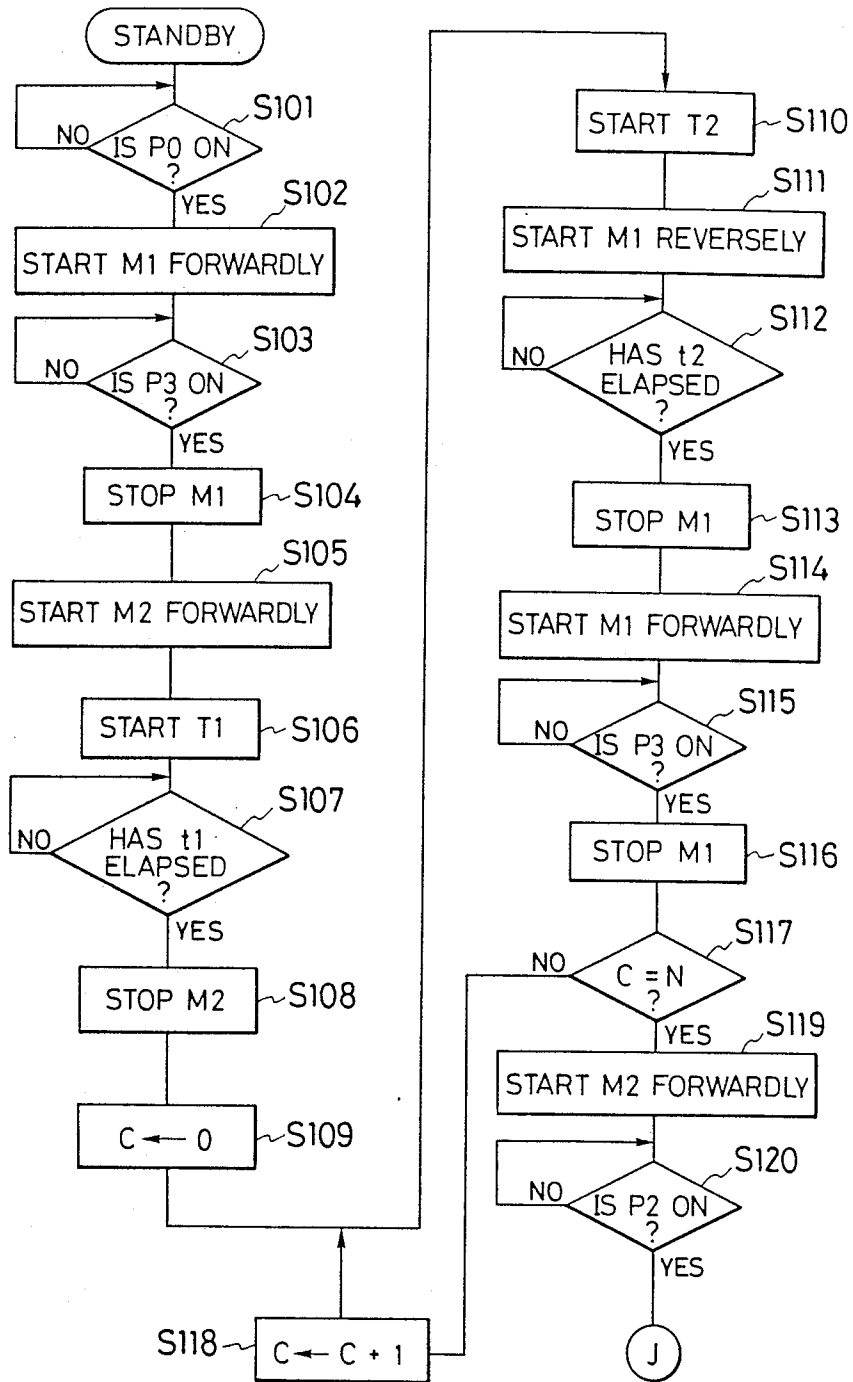 STANDBY
S101
NO
IS P0 ON
?
YES
S102
START M1 FORWARDLY
S103
NO
IS P3 ON
?
YES
STOP M1
S104
S105
START M2 FORWARDLY
START T1
S106
S107
NO
HAS t1
ELAPSED
?
YES
STOP M2
S108
C ← 0
S109
S118
C ← C + 1
START T2
S110
S111
START M1 REVERSELY
S112
NO
HAS t2
ELAPSED
?
YES
STOP M1
S113
S114
START M1 FORWARDLY
S115
NO
IS P3 ON
?
YES
STOP M1
S116
S117
NO
C = N
?
YES
S119
START M2 FORWARDLY
S120
NO
IS P2 ON
?
YES
J